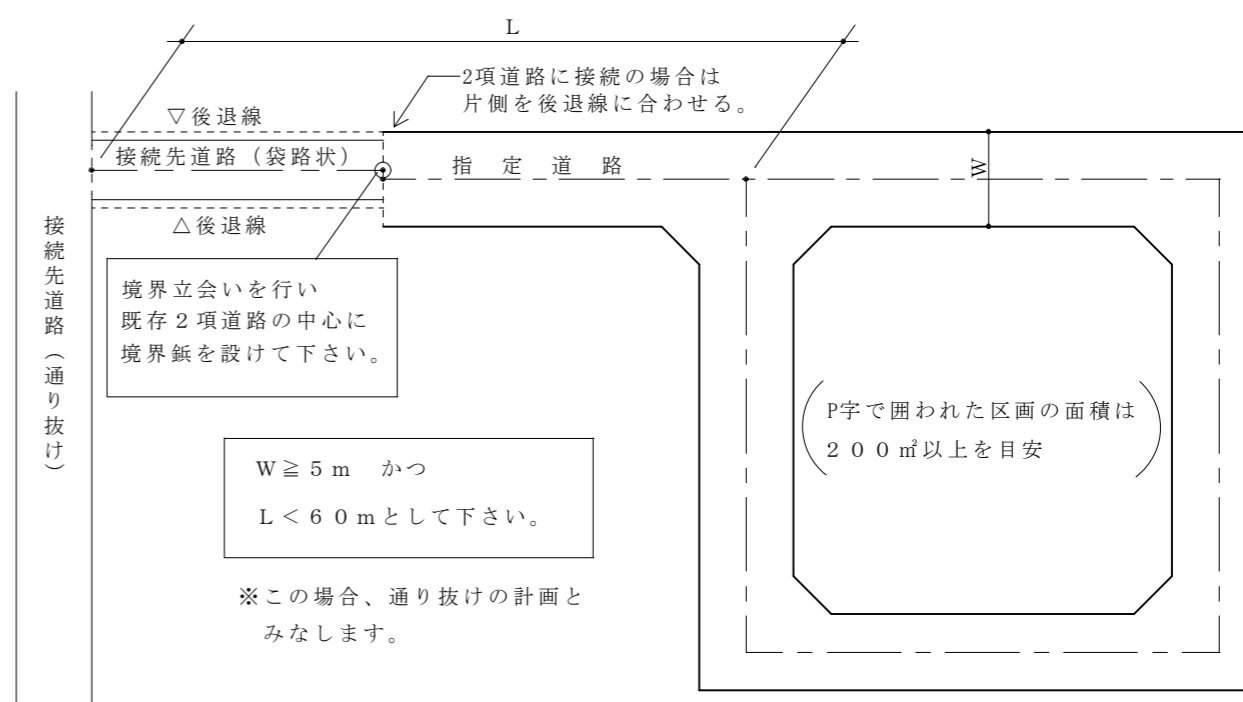 L
2項道路に接続の場合は
片側を後退線に合わせる。
▽後退線
接続先道路（袋路状）
指定道路
W
△後退線
接続先道路（通り抜け）
境界立会いを行い
既存２項道路の中心に
境界鋲を設けて下さい。
P字で囲われた区画の面積は
２００㎡以上を目安
W≧５ｍ　かつ
L＜６０ｍとして下さい。
※この場合、通り抜けの計画と
みなします。